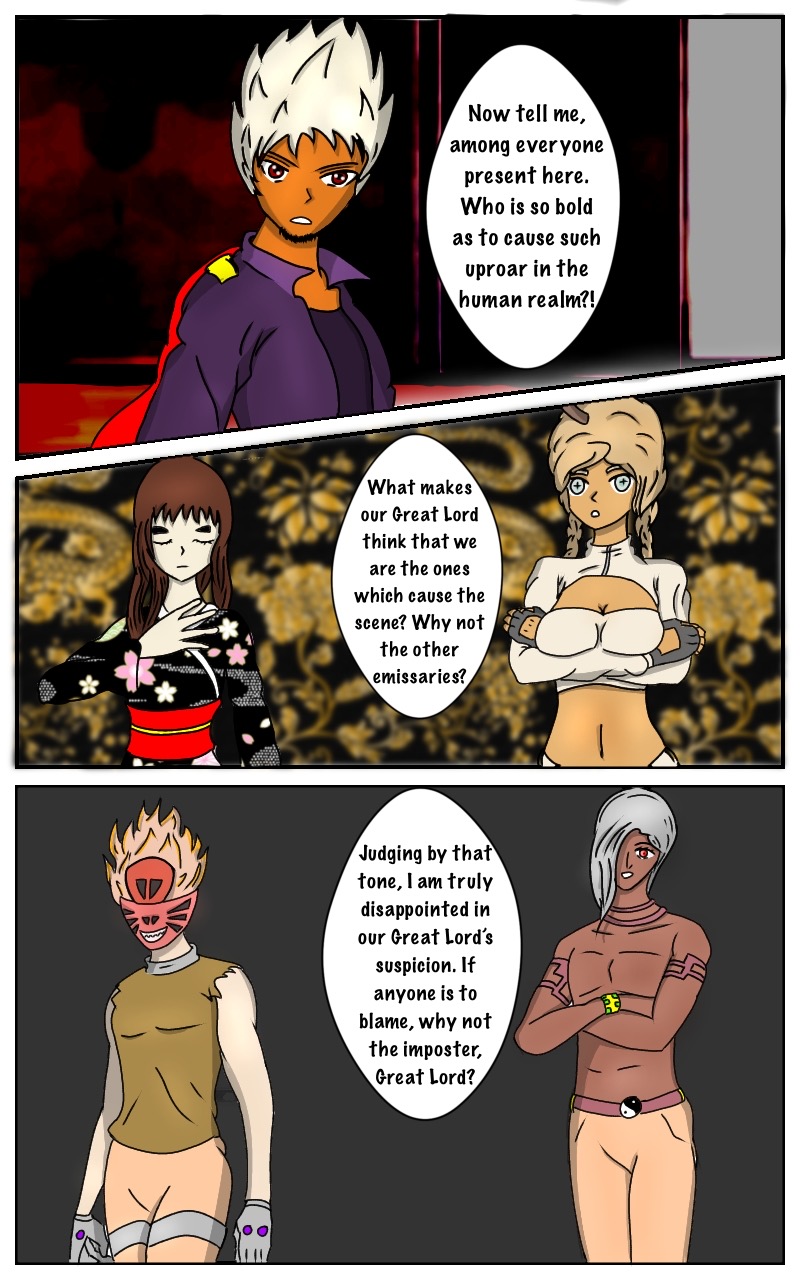 Now tell me,
among everyone
present here.
Who is so bold
as to cause such
uproar in the
human realm?!
What makes
our Great Lord
think that we
are the ones
which cause the
scene? Why not
the other
emissaries?
Judging by that
tone, I am truly
disappointed in
our Great Lord's
suspicion. If
anyone is to
blame, why not
the imposter,
Great Lord?